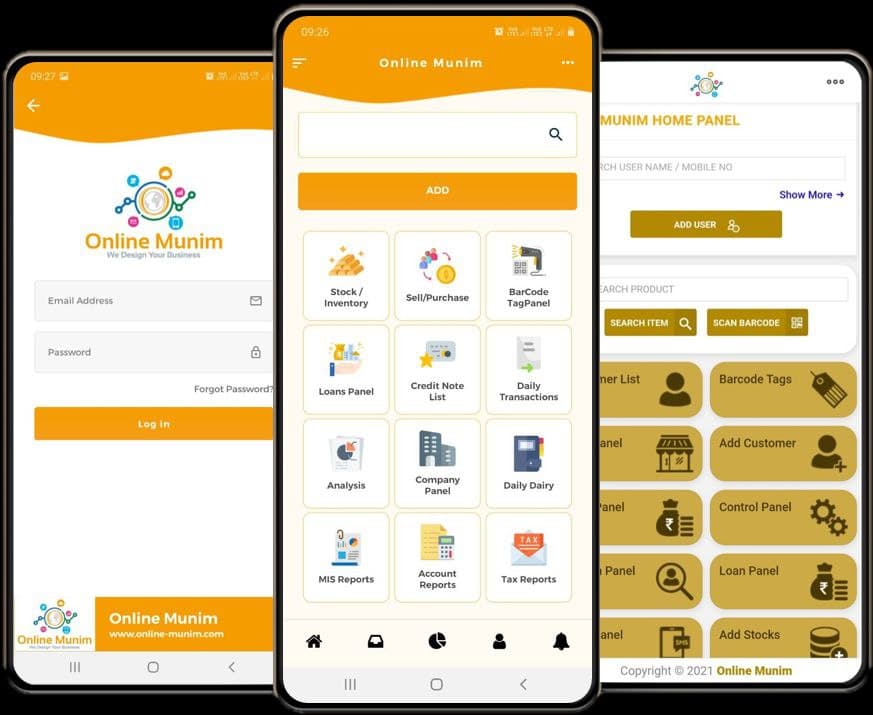 09:27
Online Munim
We Design Your Business
Email Address
Password
Forgot Password?
Log In
Online Munim
We Design Your Business
Online Munim
www.online-munim.com
09:26
Online Munim
ADD
Stock /
Inventory
Sell/Purchase
BarCode
TagPanel
Loans Panel
Credit Note
List
Daily
Transactions
Analysis
Company
Panel
Daily Dairy
MIS Reports
TAX
Account
Reports
Tax Reports
MUNIM HOME PANEL
RCH USER NAME / MOBILE NO
Show More
ADD USER
EARCH PRODUCT
SEARCH ITEM
SCAN BARCODE
mer List
Barcode Tags
anel
Add Customer
Panel
₹
Control Panel
Panel
Loan Panel
₹
anel
SMS
Add Stocks
Copyright © 2021 Online Munim